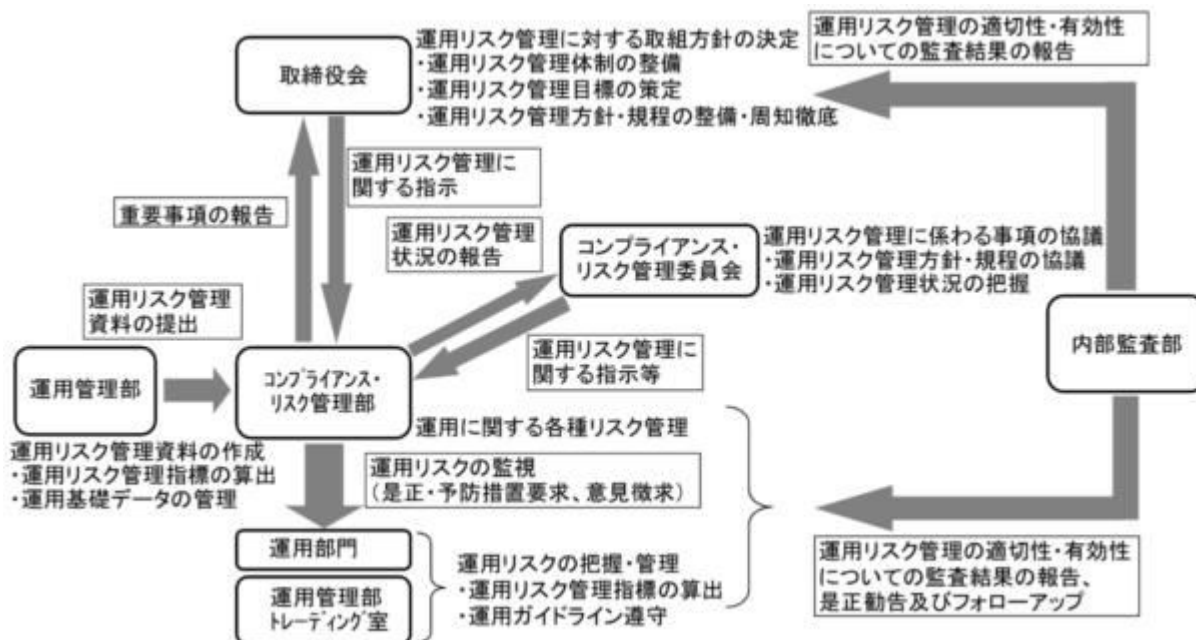 取締役会
運用リスク管理に対する取組方針の決定
・運用リスク管理体制の整備
・運用リスク管理目標の策定
・運用リスク管理方針・規程の整備・周知徹底
運用リスク管理の適切性・有効性
についての監査結果の報告
運用リスク管理に
関する指示
重要事項の報告
運用リスク管理
状況の報告
コンプライアンス・
リスク管理委員会
運用リスク管理に係わる事項の協議
・運用リスク管理方針・規程の協議
・運用リスク管理状況の把握
運用リスク管理
資料の提出
運用リスク管理に
関する指示等
内部監査部
運用管理部
コンプライアンス・
リスク管理部
運用に関する各種リスク管理
運用リスク管理資料の作成
・運用リスク管理指標の算出
・運用基礎データの管理
運用リスクの監視
（是正・予防措置要求、意見徴求）
運用部門
運用管理部
トレーディング室
運用リスクの把握・管理
・運用リスク管理指標の算出
・運用ガイドライン遵守
運用リスク管理の適切性・有効性
についての監査結果の報告、
是正勧告及びフォローアップ